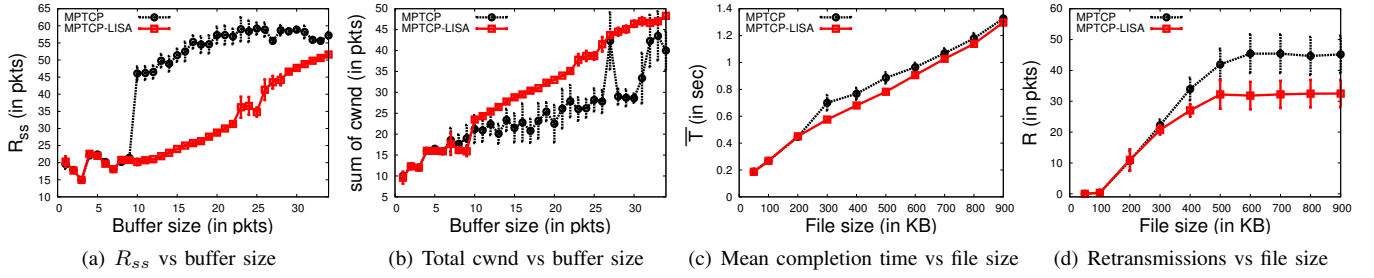 MPTCP
MPTCP-LISA
R_ss (in pkts)
65
60
55
50
45
40
35
30
25
20
15
10
0 5 10 15 20 25 30
Buffer size (in pkts)
(a) R_ss vs buffer size
MPTCP
MPTCP-LISA
sum of cwnd (in pkts)
50
45
40
35
30
25
20
15
10
5
0 5 10 15 20 25 30
Buffer size (in pkts)
(b) Total cwnd vs buffer size
MPTCP
MPTCP-LISA
T̅ (in sec)
1.4
1.2
1
0.8
0.6
0.4
0.2
0
0 100 200 300 400 500 600 700 800 900
File size (in KB)
(c) Mean completion time vs file size
MPTCP
MPTCP-LISA
R (in pkts)
60
50
40
30
20
10
0
0 100 200 300 400 500 600 700 800 900
File size (in KB)
(d) Retransmissions vs file size